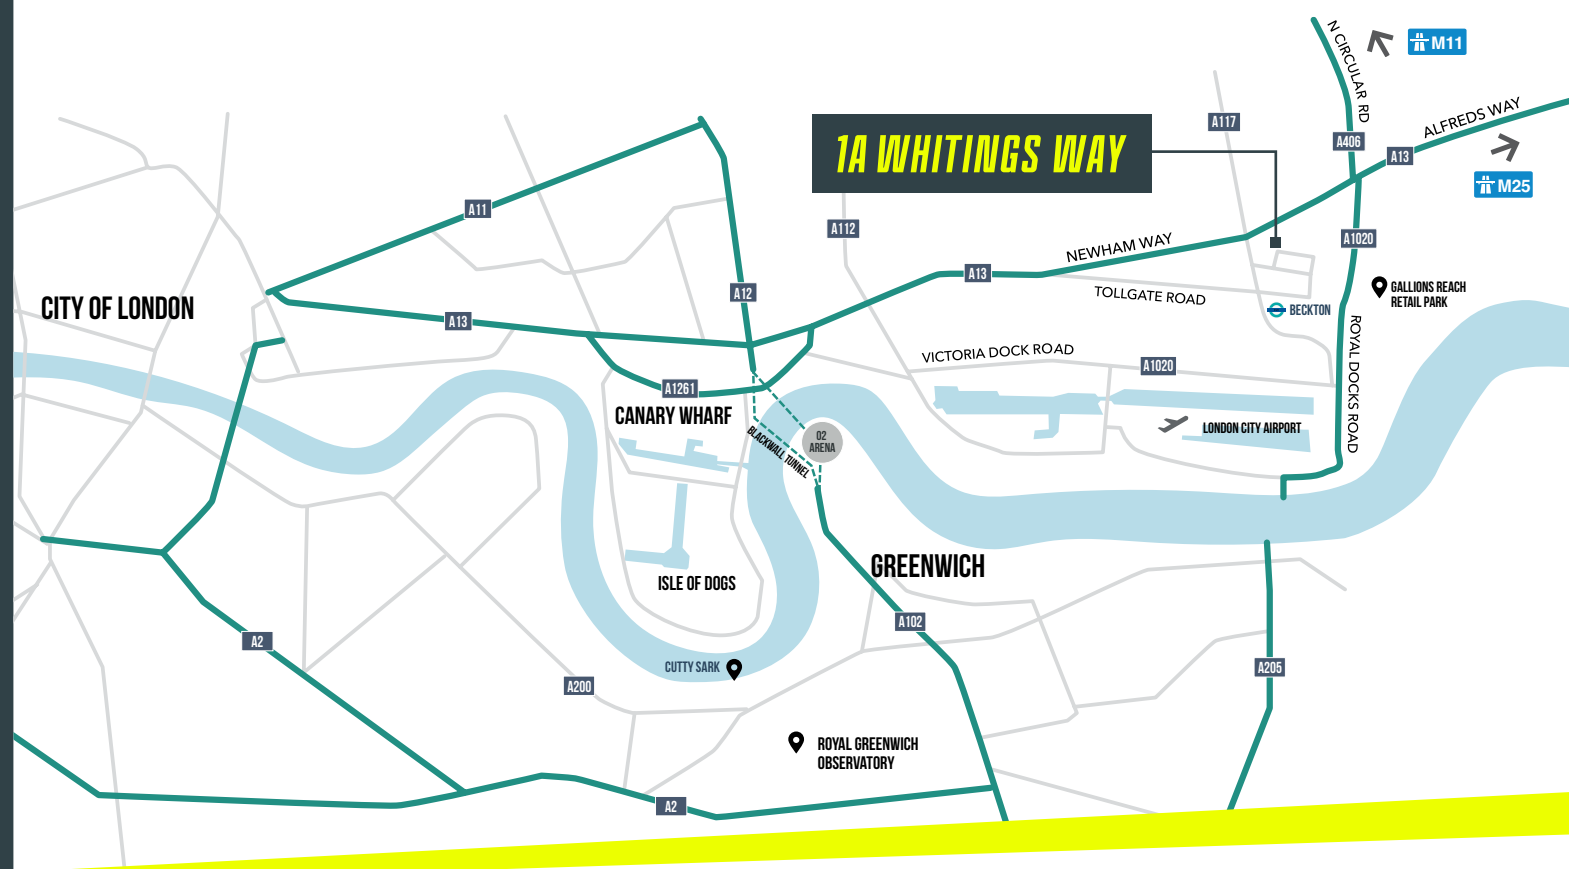 N CIRCULAR RD
M11
ALFREDS WAY
A117
A406
A13
1A WHITINGS WAY
M25
A11
A112
A1020
NEWHAM WAY
A13
A12
TOLLGATE ROAD
GALLIONS REACH
RETAIL PARK
CITY OF LONDON
BECKTON
A13
ROYAL DOCKS ROAD
VICTORIA DOCK ROAD
A1020
A1261
CANARY WHARF
BLACKWALL TUNNEL
O2
ARENA
LONDON CITY AIRPORT
GREENWICH
ISLE OF DOGS
A102
A2
CUTTY SARK
A205
A200
ROYAL GREENWICH
OBSERVATORY
A2